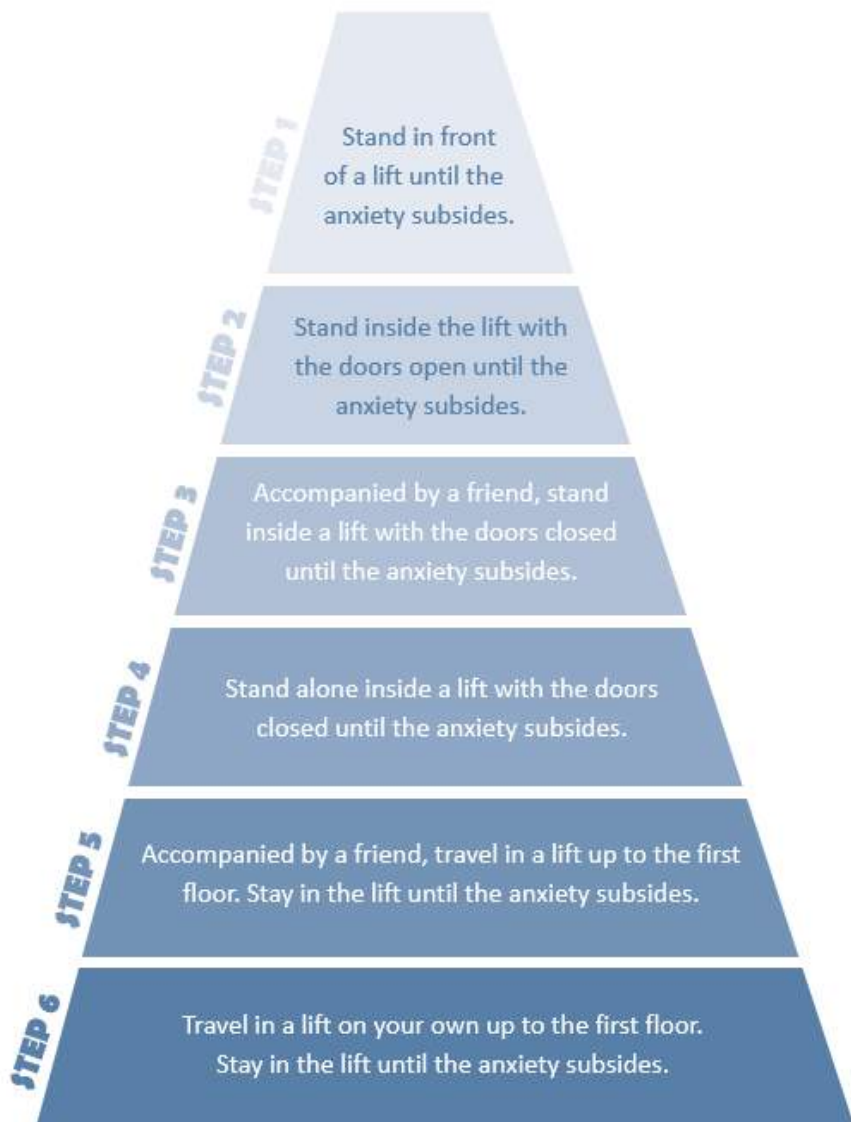 STEP 1
Stand in front
of a lift until the
anxiety subsides.
STEP 2
Stand inside the lift with
the doors open until the
anxiety subsides.
STEP 3
Accompanied by a friend, stand
inside a lift with the doors closed
until the anxiety subsides.
STEP 4
Stand alone inside a lift with the doors
closed until the anxiety subsides.
STEP 5
Accompanied by a friend, travel in a lift up to the first
floor. Stay in the lift until the anxiety subsides.
STEP 6
Travel in a lift on your own up to the first floor.
Stay in the lift until the anxiety subsides.